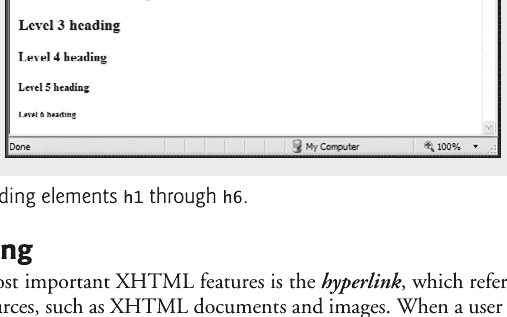 Level 3 heading
Level 4 heading
Level 5 heading
Level 6 heading
Done My Computer 100%
ding elements h1 through h6.
ng
ost important XHTML features is the hyperlink, which refer
urces, such as XHTML documents and images. When a user